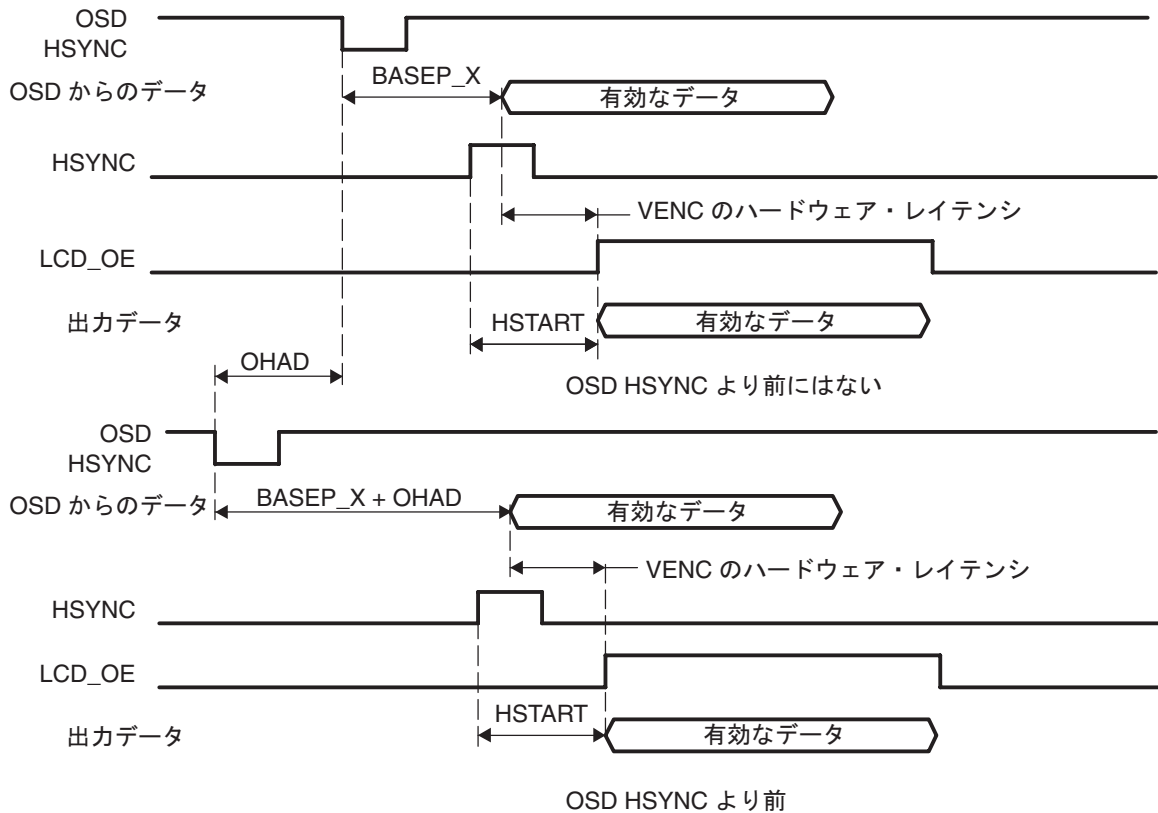 OSD
HSYNC
BASEP_X
OSD からのデータ
有効なデータ
HSYNC
VENC のハードウェア・レイテンシ
LCD_OE
出力データ
HSTART
有効なデータ
OHAD
OSD HSYNC より前にはない
OSD
HSYNC
OSD からのデータ
BASEP_X + OHAD
有効なデータ
VENC のハードウェア・レイテンシ
HSYNC
LCD_OE
HSTART
出力データ
有効なデータ
OSD HSYNC より前